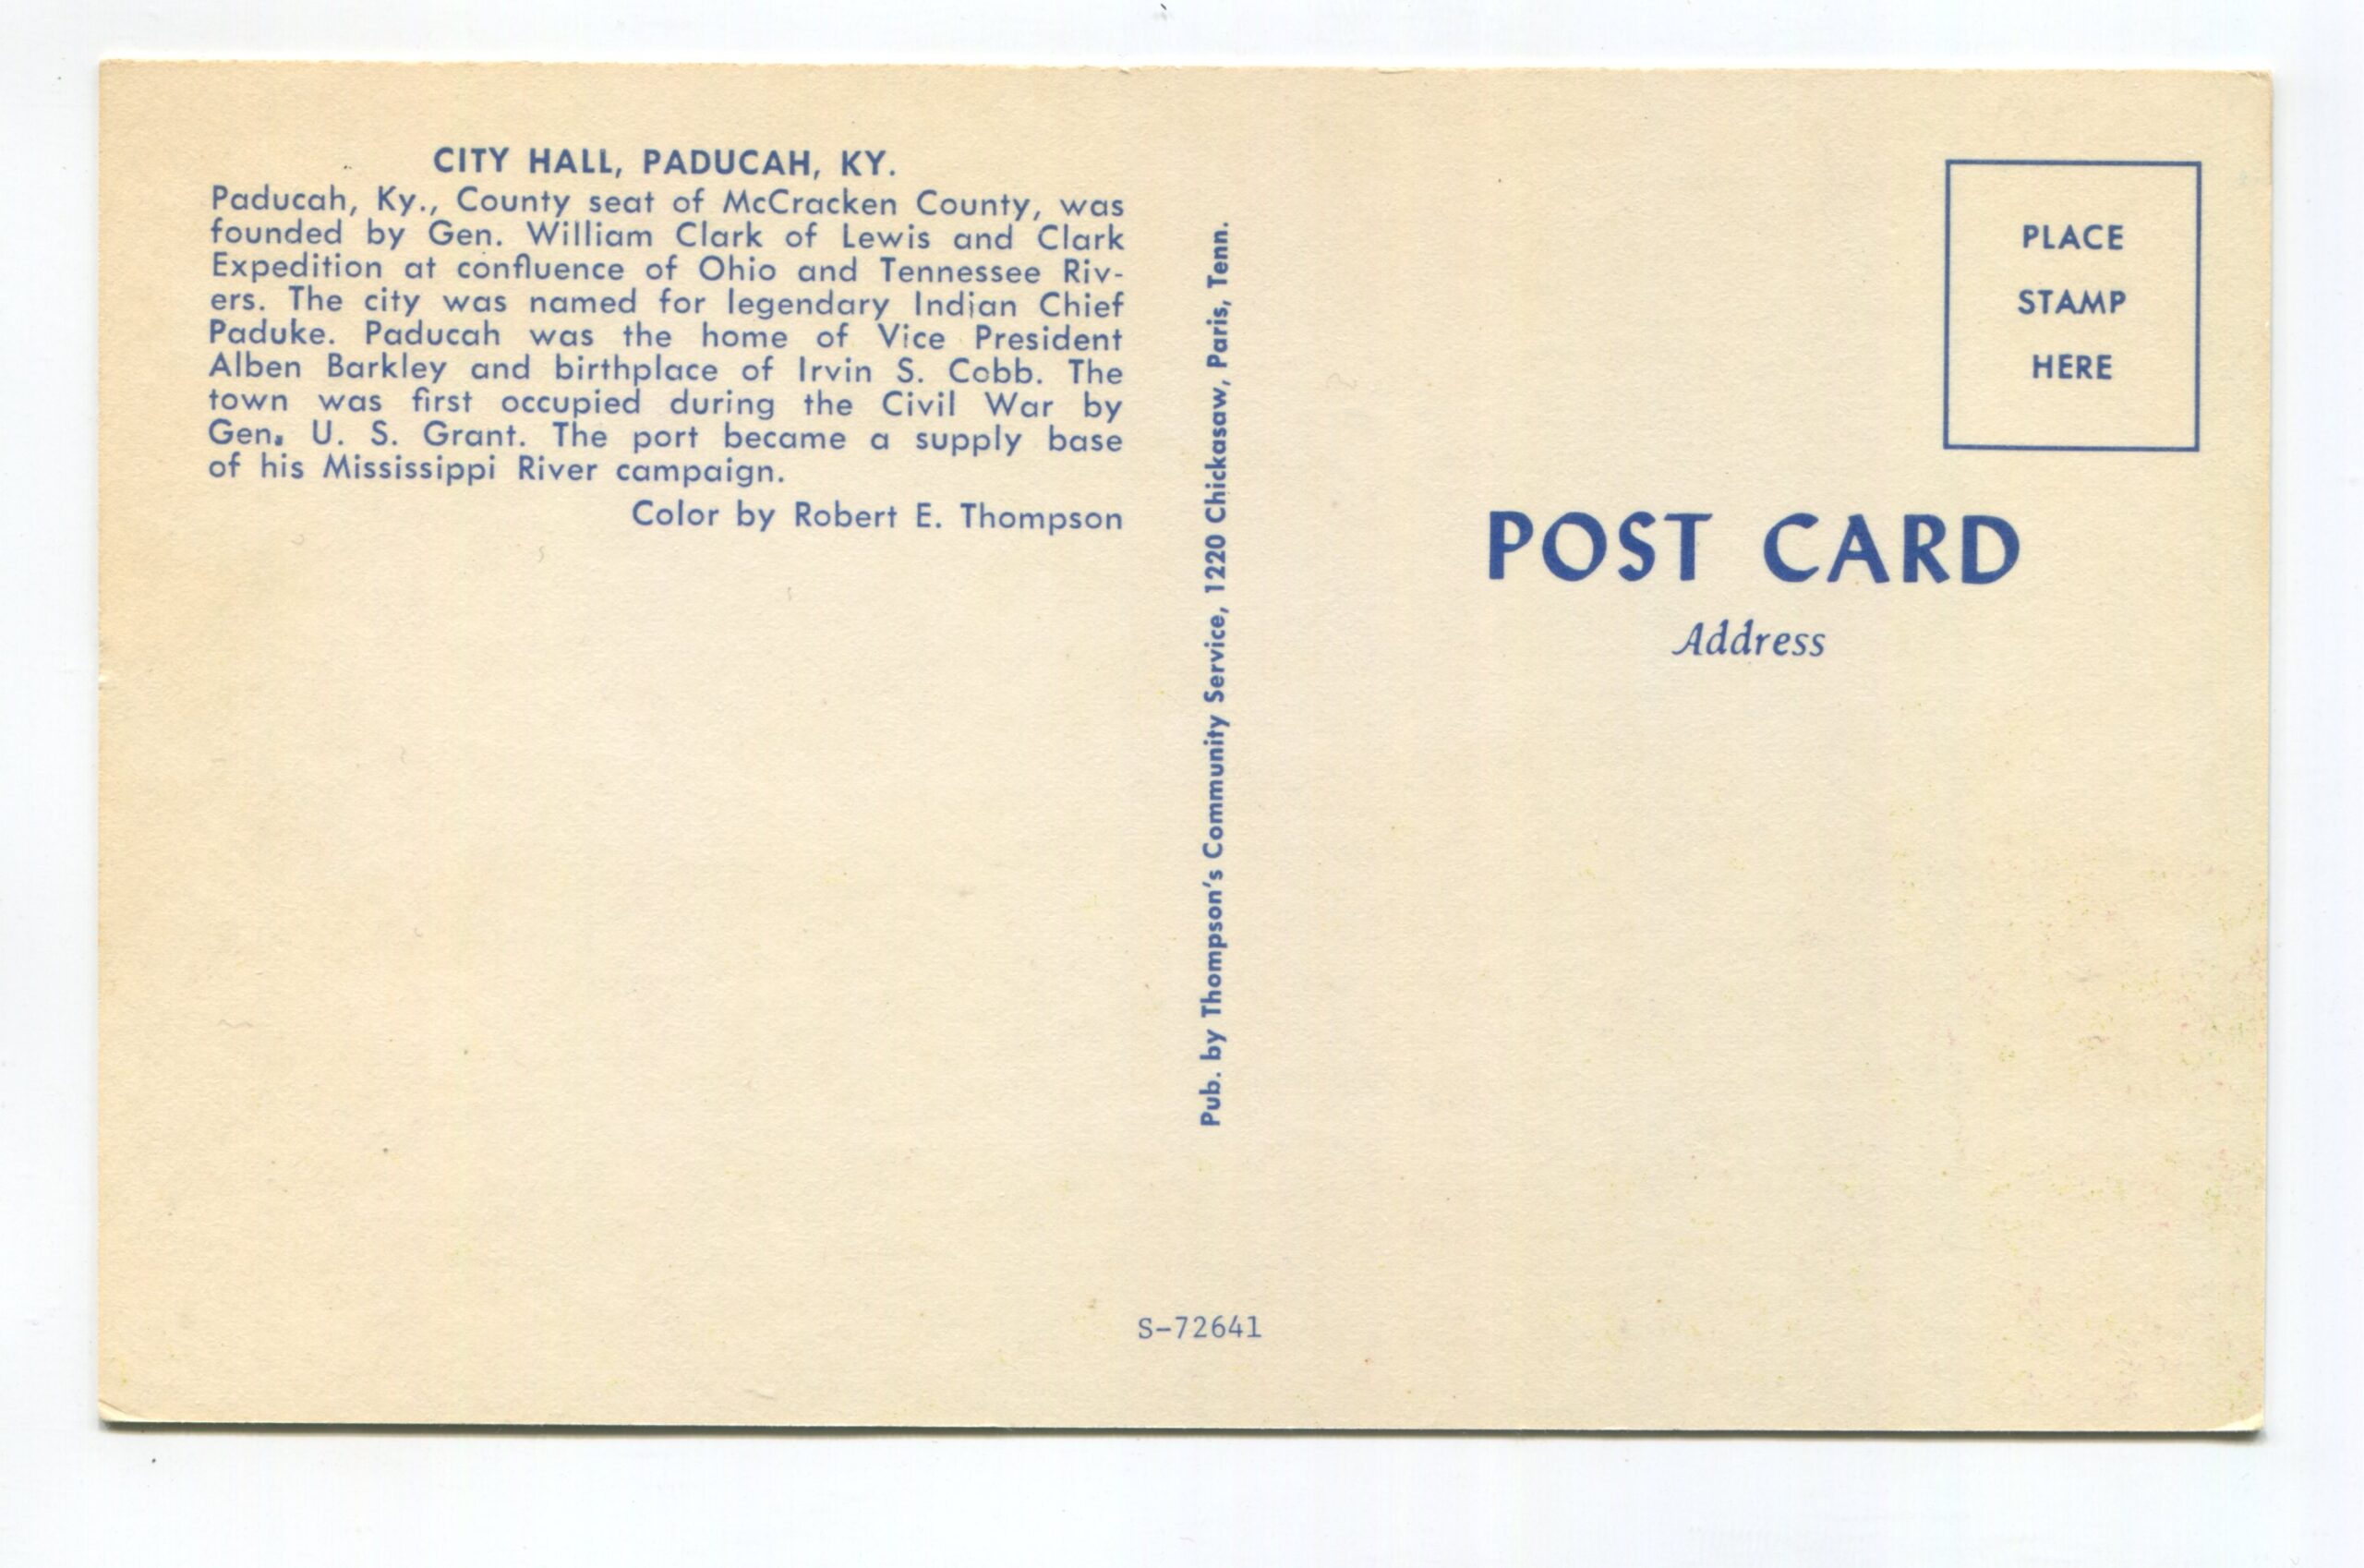 CITY HALL, PADUCAH, KY.
Paducah, Ky., County seat of McCracken County, was
founded by Gen. William Clark of Lewis and Clark
Expedition at confluence of Ohio and Tennessee Riv-
ers. The city was named for legendary Indian Chief
Paduke. Paducah was the home of Vice President
Alben Barkley and birthplace of Irvin S. Cobb. The
town was first occupied during the Civil War by
Gen. U. S. Grant. The port became a supply base
of his Mississippi River campaign.
Color by Robert E. Thompson
Pub. by Thompson's Community Service, 1220 Chickasaw, Paris, Tenn.
S-72641
PLACE
STAMP
HERE
POST CARD
Address